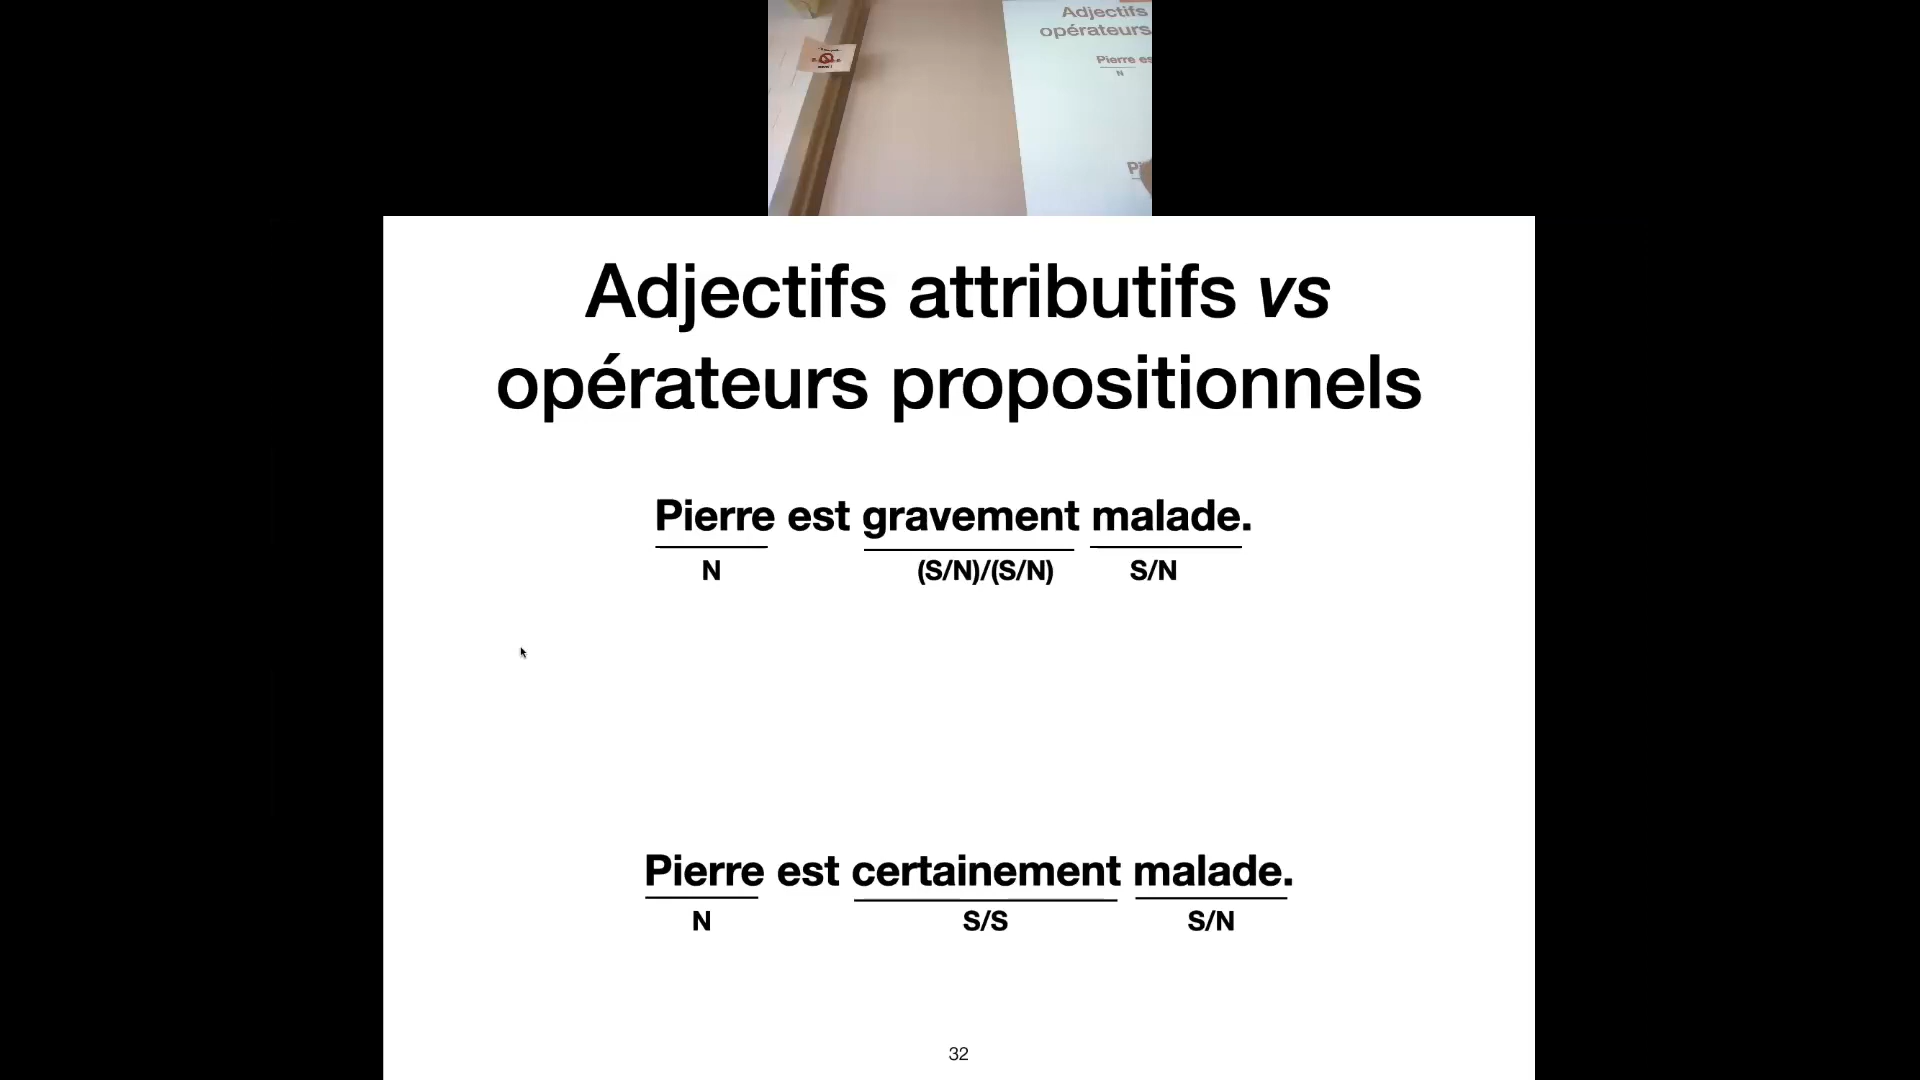 Adjectifs
opérateurs
Pierre es
N
Adjectifs attributifs vs
opérateurs propositionnels
Pierre est gravement malade.
N (S/N)/(S/N) S/N
Pierre est certainement malade.
N S/S S/N
32